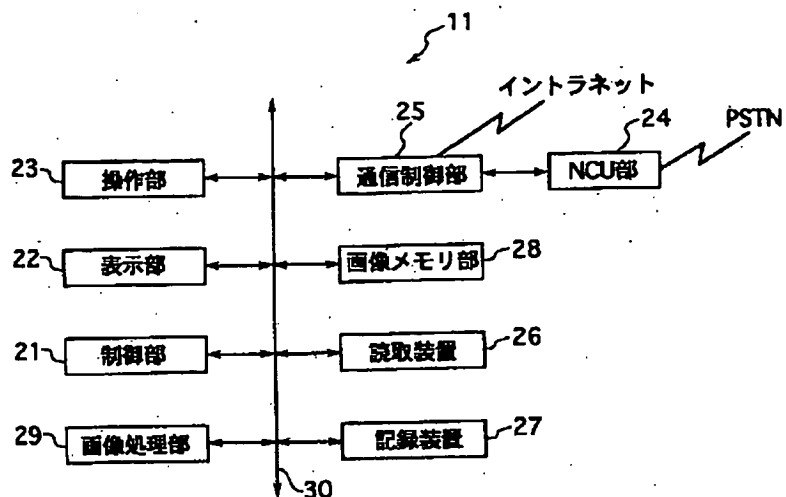 11
イントラネット
25
24
PSTN
23
操作部
通信制御部
NCU部
22
表示部
画像メモリ部
28
21
制御部
読取装置
26
29
画像処理部
記録装置
27
30